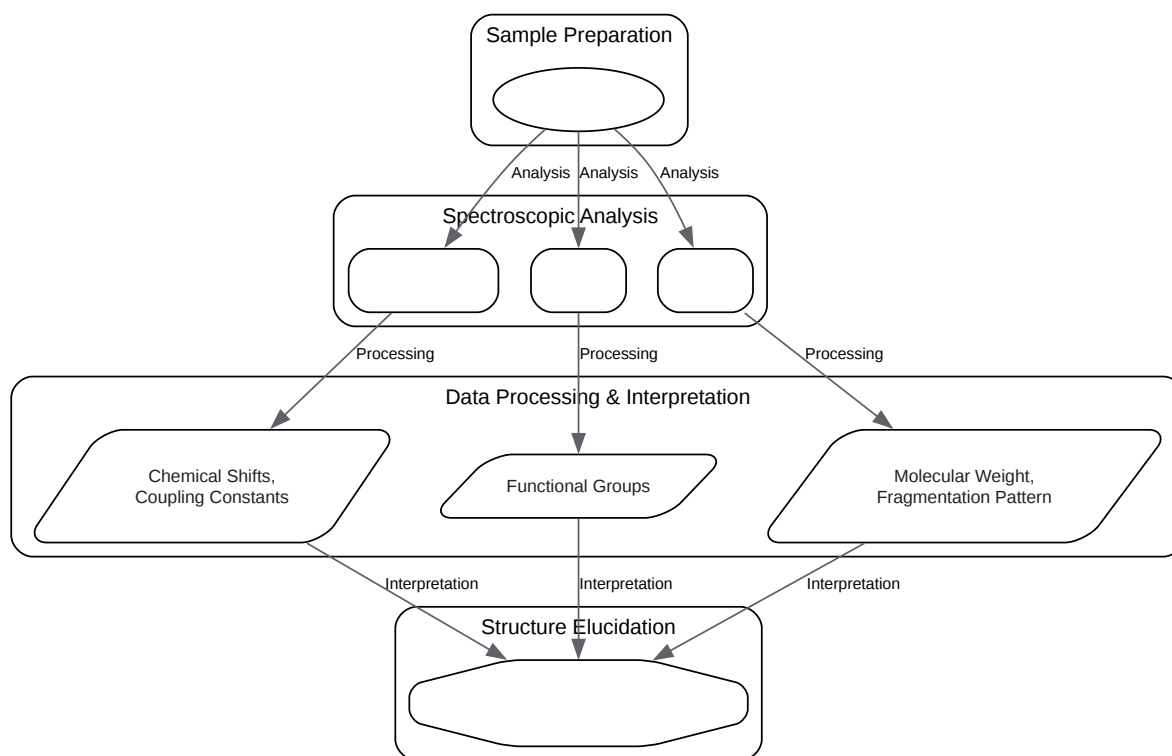 Sample Preparation
Analysis
Analysis
Analysis
Spectroscopic Analysis
Processing
Processing
Processing
Data Processing & Interpretation
Chemical Shifts,
Coupling Constants
Functional Groups
Molecular Weight,
Fragmentation Pattern
Interpretation
Interpretation
Interpretation
Structure Elucidation